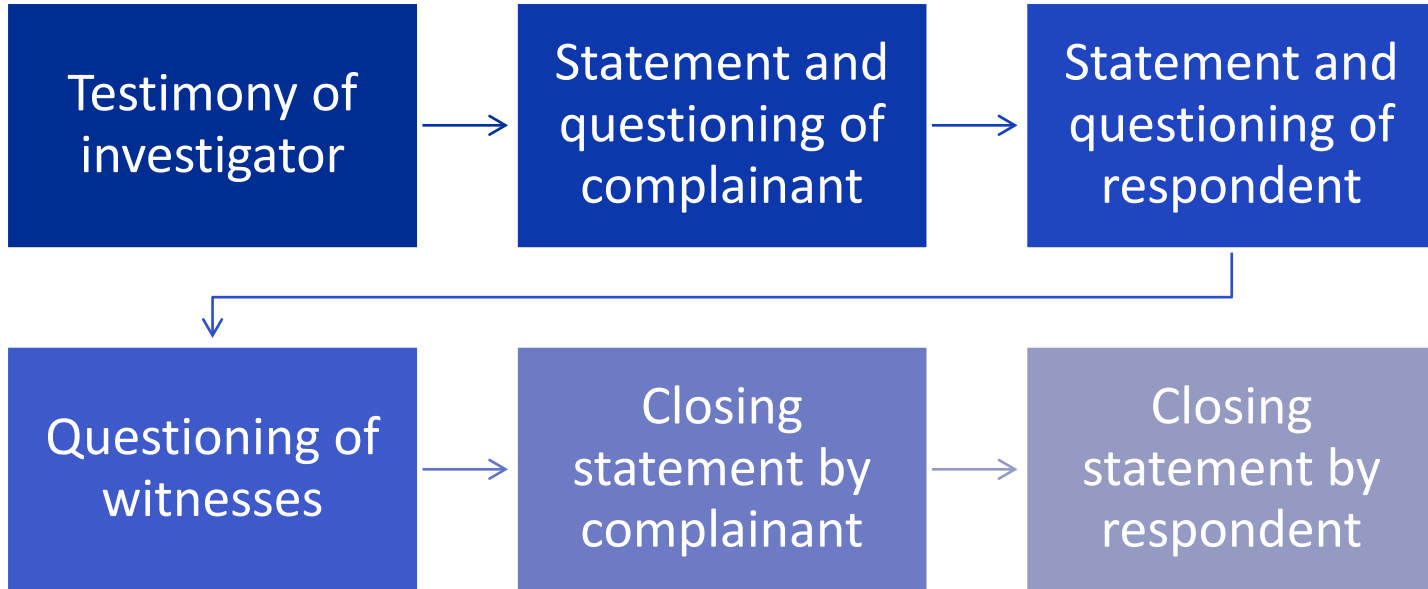 Testimony of
investigator
Statement and
questioning of
complainant
Statement and
questioning of
respondent
Questioning of
witnesses
Closing
statement by
complainant
Closing
statement by
respondent